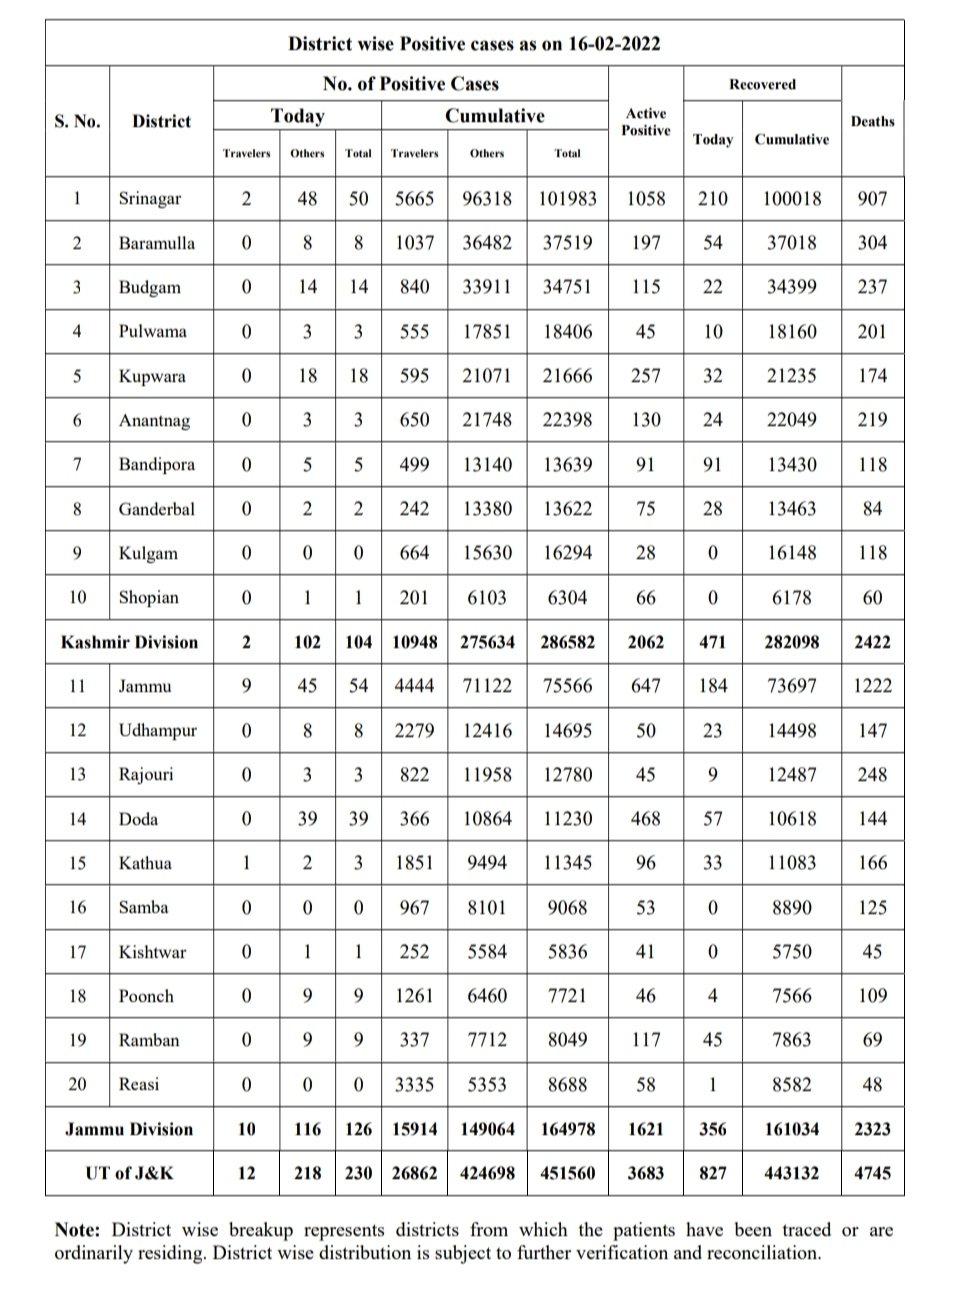 District wise Positive cases as on 16-02-2022
S. No. District No. of Positive Cases Active Positive Recovered Deaths
Today Cumulative Today Cumulative
Travelers Others Total Travelers Others Total
1 Srinagar 2 48 50 5665 96318 101983 1058 210 100018 907
2 Baramulla 0 8 8 1037 36482 37519 197 54 37018 304
3 Budgam 0 14 14 840 33911 34751 115 22 34399 237
4 Pulwama 0 3 3 555 17851 18406 45 10 18160 201
5 Kupwara 0 18 18 595 21071 21666 257 32 21235 174
6 Anantnag 0 3 3 650 21748 22398 130 24 22049 219
7 Bandipora 0 5 5 499 13140 13639 91 91 13430 118
8 Ganderbal 0 2 2 242 13380 13622 75 28 13463 84
9 Kulgam 0 0 0 664 15630 16294 28 0 16148 118
10 Shopian 0 1 1 201 6103 6304 66 0 6178 60
Kashmir Division 2 102 104 10948 275634 286582 2062 471 282098 2422
11 Jammu 9 45 54 4444 71122 75566 647 184 73697 1222
12 Udhampur 0 8 8 2279 12416 14695 50 23 14498 147
13 Rajouri 0 3 3 822 11958 12780 45 9 12487 248
14 Doda 0 39 39 366 10864 11230 468 57 10618 144
15 Kathua 1 2 3 1851 9494 11345 96 33 11083 166
16 Samba 0 0 0 967 8101 9068 53 0 8890 125
17 Kishtwar 0 1 1 252 5584 5836 41 0 5750 45
18 Poonch 0 9 9 1261 6460 7721 46 4 7566 109
19 Ramban 0 9 9 337 7712 8049 117 45 7863 69
20 Reasi 0 0 0 3335 5353 8688 58 1 8582 48
Jammu Division 10 116 126 15914 149064 164978 1621 356 161034 2323
UT of J&K 12 218 230 26862 424698 451560 3683 827 443132 4745
Note: District wise breakup represents districts from which the patients have been traced or are
ordinarily residing. District wise distribution is subject to further verification and reconciliation.